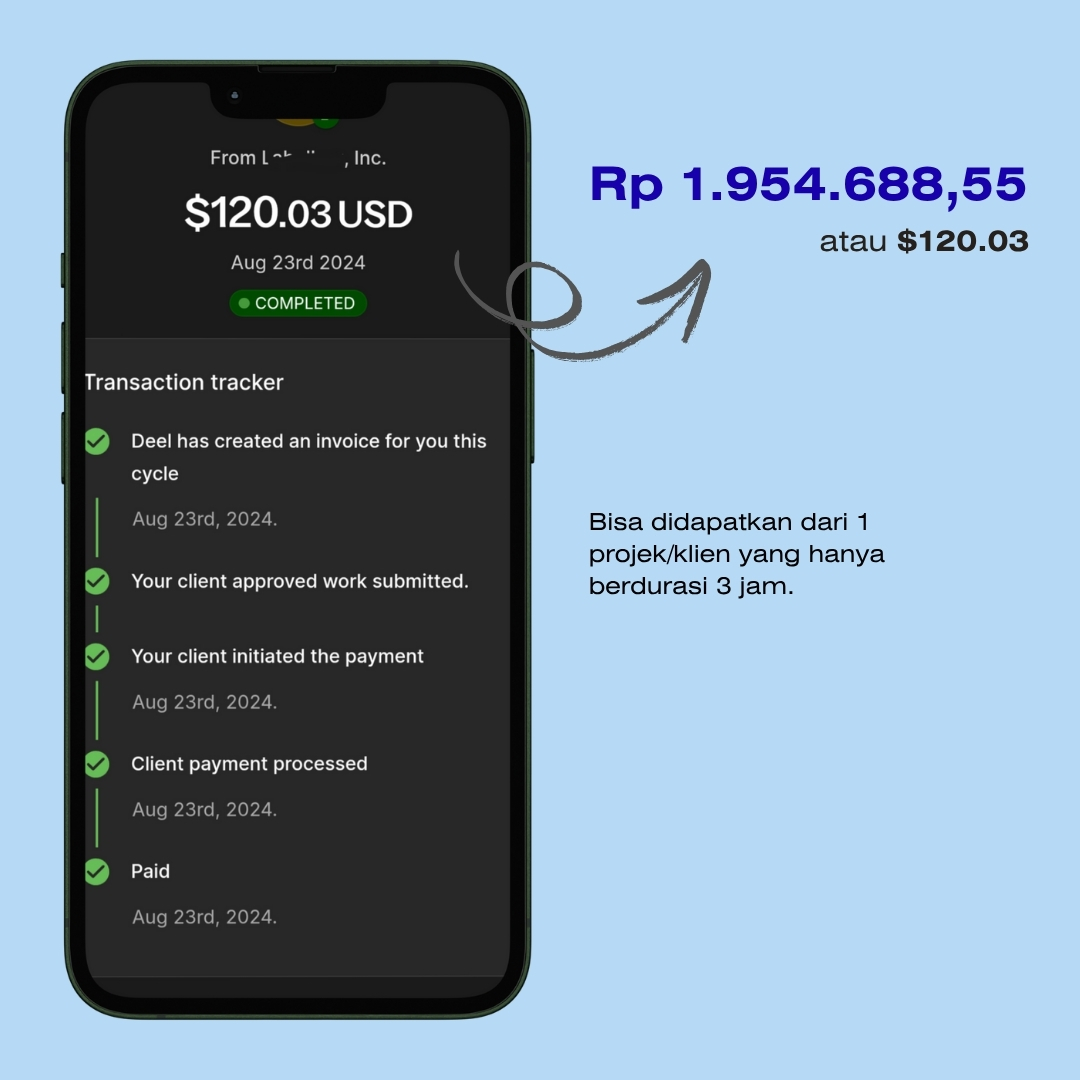 From , Inc.
$120.03 USD
Aug 23rd 2024
COMPLETED
Transaction tracker
Deel has created an invoice for you this
cycle
Aug 23rd, 2024.
Your client approved work submitted.
Your client initiated the payment
Aug 23rd, 2024.
Client payment processed
Aug 23rd, 2024.
Paid
Aug 23rd, 2024.
Rp 1.954.688,55
atau $120.03
Bisa didapatkan dari 1
projek/klien yang hanya
berdurasi 3 jam.